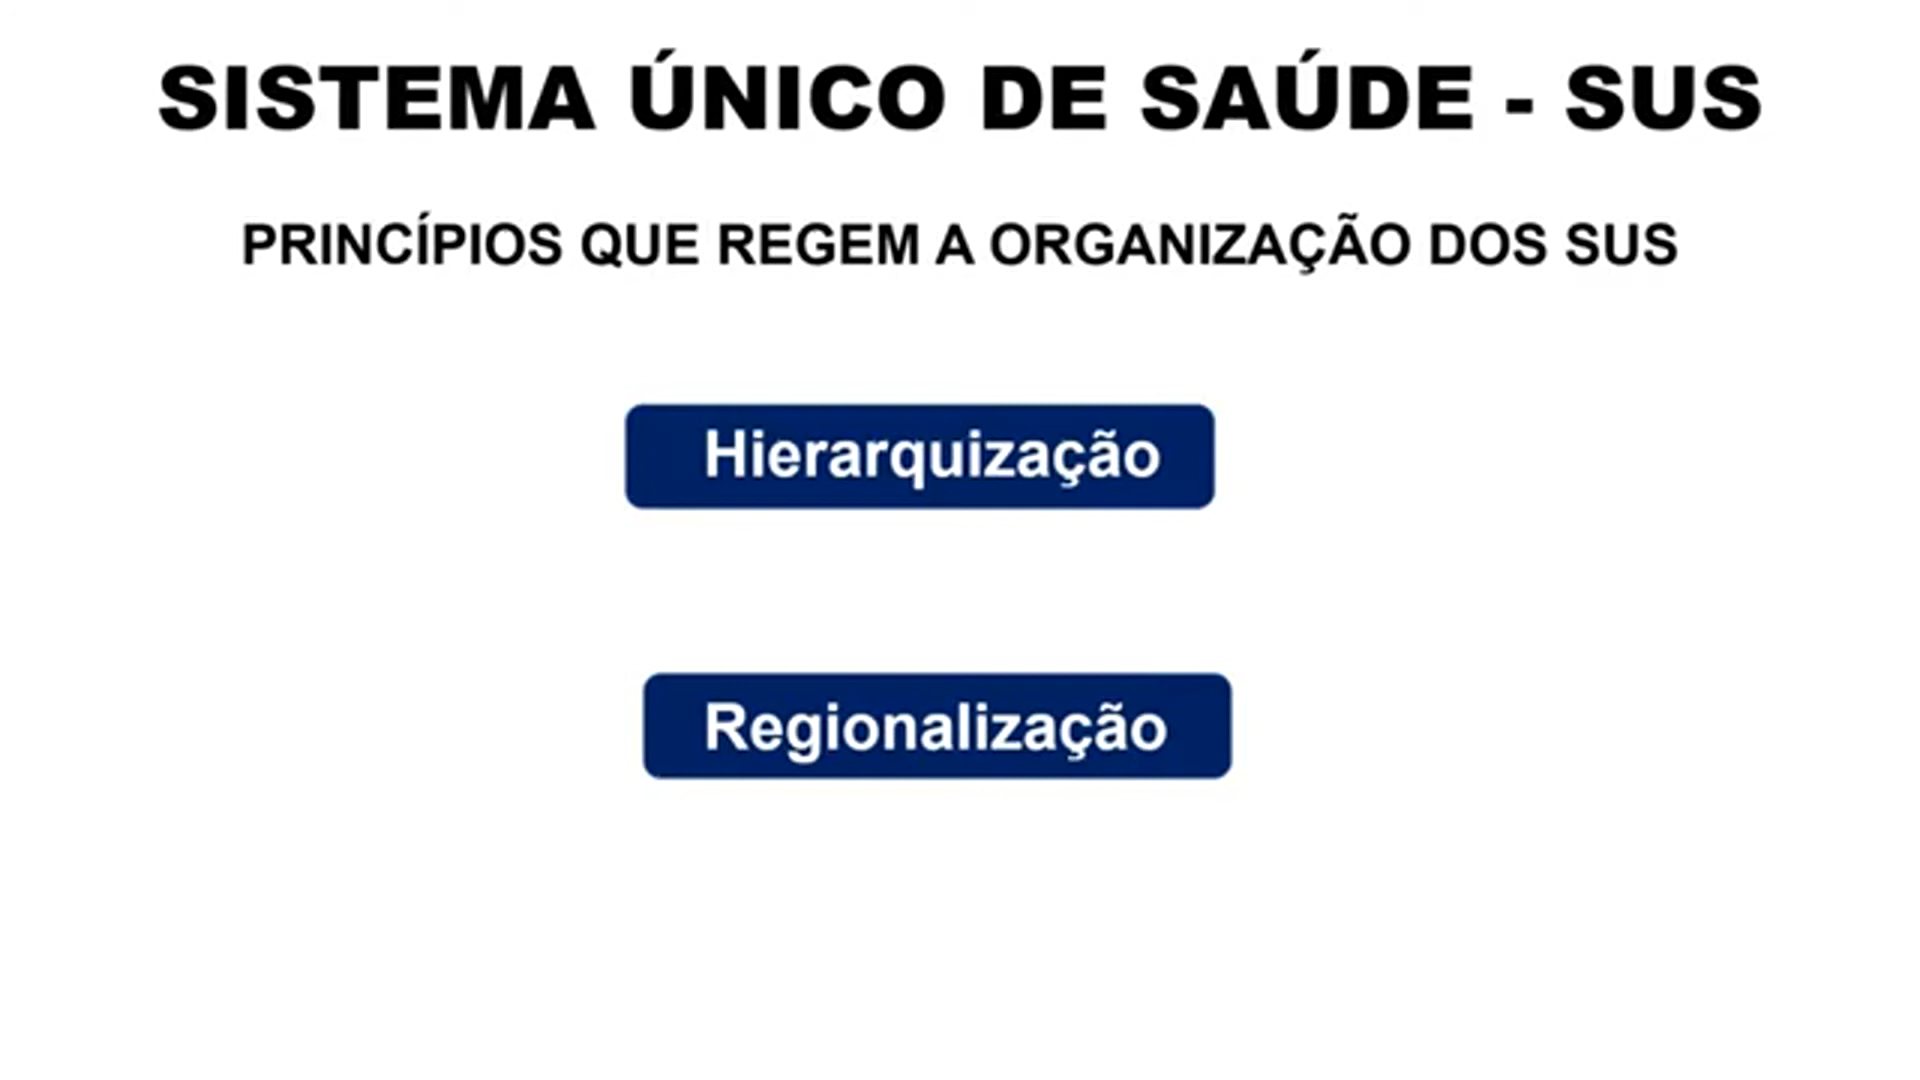 SISTEMA ÚNICO DE SAÚDE - SUS
PRINCÍPIOS QUE REGEM A ORGANIZAÇÃO DOS SUS
Hierarquização
Regionalização